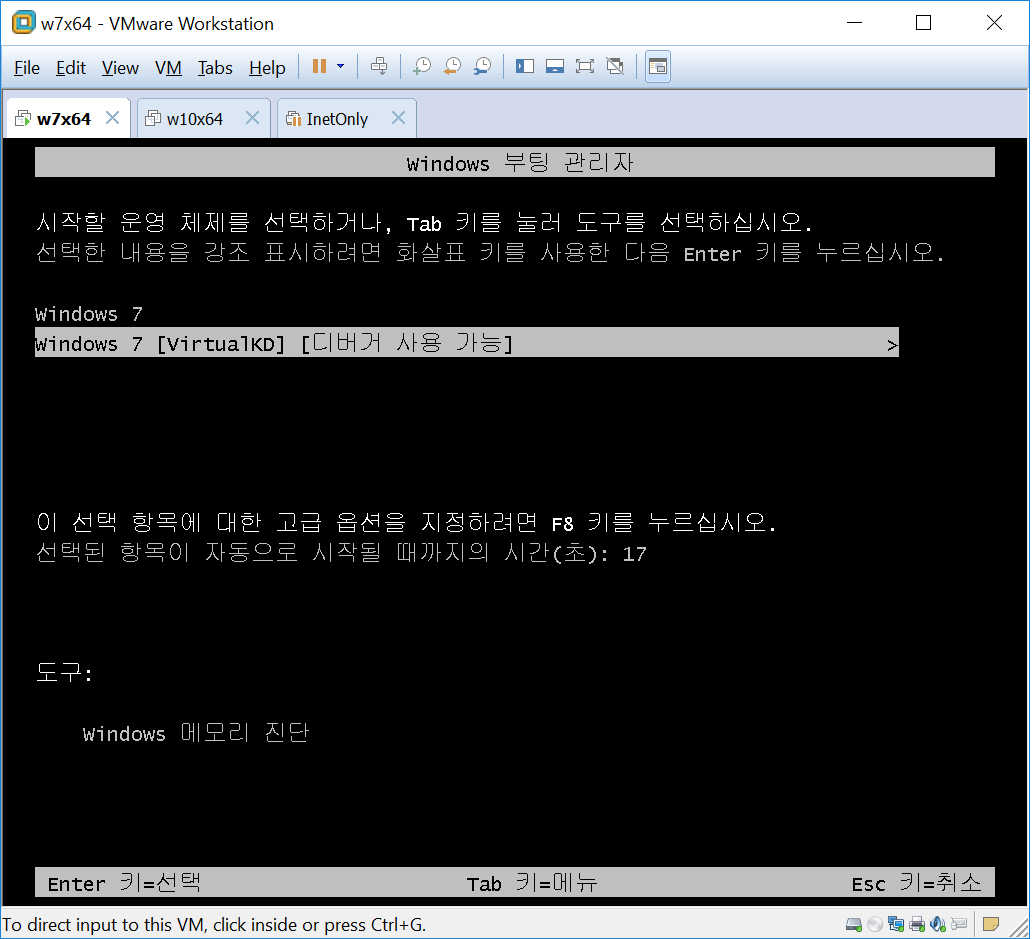 w7x64 - VMware Workstation
File Edit View VM Tabs Help
w7x64 w10x64 InetOnly
Windows 부팅 관리자
시작할 운영 체제를 선택하거나, Tab 키를 눌러 도구를 선택하십시오.
선택한 내용을 강조 표시하려면 화살표 키를 사용한 다음 Enter 키를 누르십시오.
Windows 7
Windows 7 [VirtualKD] [디버거 사용 가능] >
이 선택 항목에 대한 고급 옵션을 지정하려면 F8 키를 누르십시오.
선택된 항목이 자동으로 시작될 때까지의 시간(초): 17
도구:
Windows 메모리 진단
Enter 키=선택 Tab 키=메뉴 Esc 키=취소
To direct input to this VM, click inside or press Ctrl+G.